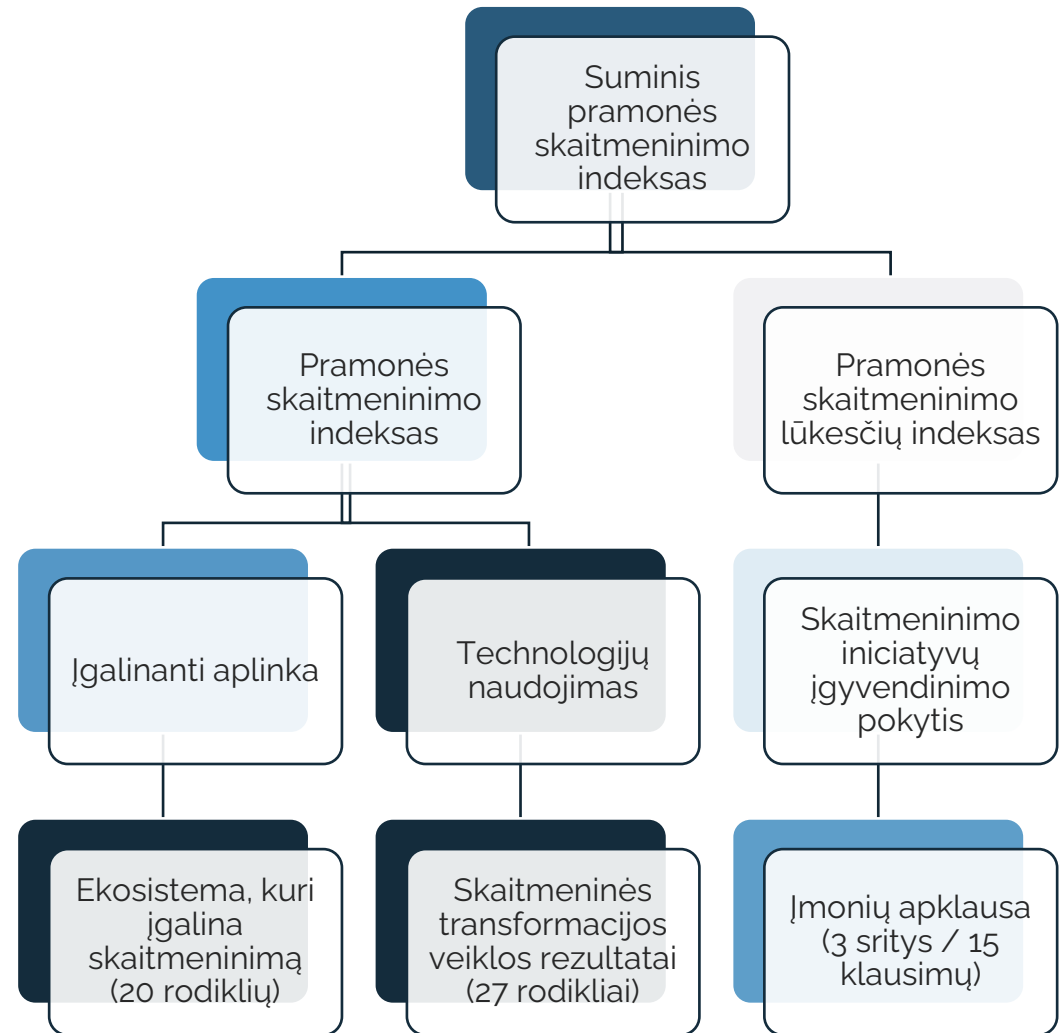 Suminis
pramonės
skaitmeninimo
indeksas
Pramonės
skaitmeninimo
indeksas
Pramonės
skaitmeninimo
lūkesčių indeksas
Įgalinanti aplinka
Technologijų
naudojimas
Skaitmeninimo
iniciatyvų
įgyvendinimo
pokytis
Ekosistema, kuri
įgalina
skaitmeninimą
(20 rodiklių)
Skaitmeninės
transformacijos
veiklos rezultatai
(27 rodikliai)
Įmonių apklausa
(3 sritys / 15
klausimų)